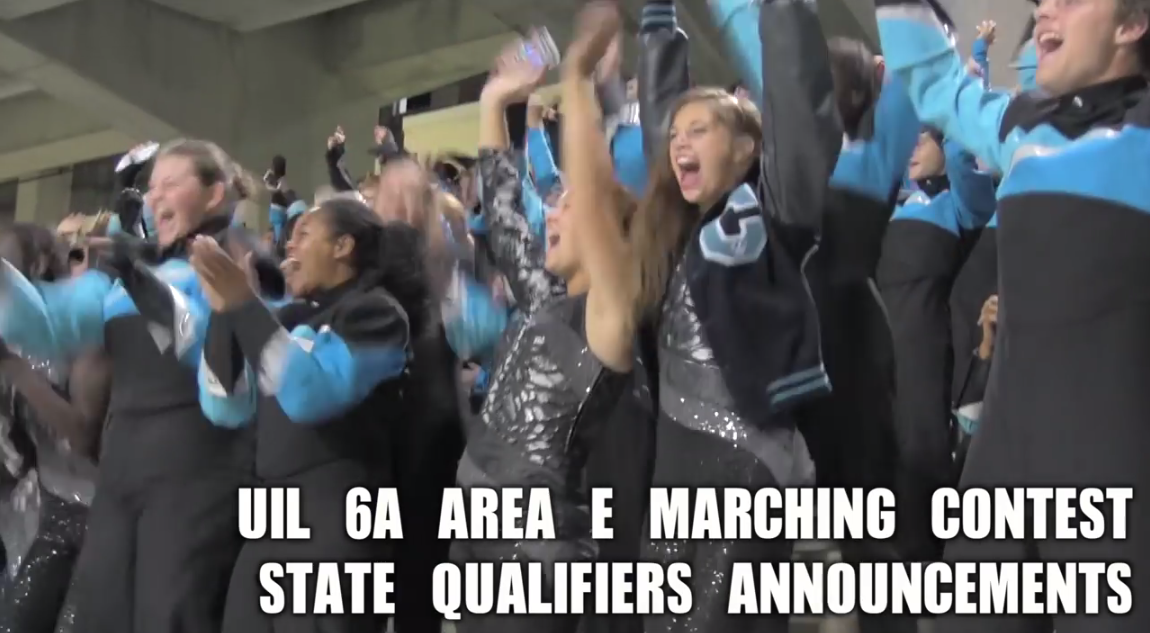 C
UIL 6A AREA E MARCHING CONTEST
STATE QUALIFIERS ANNOUNCEMENTS